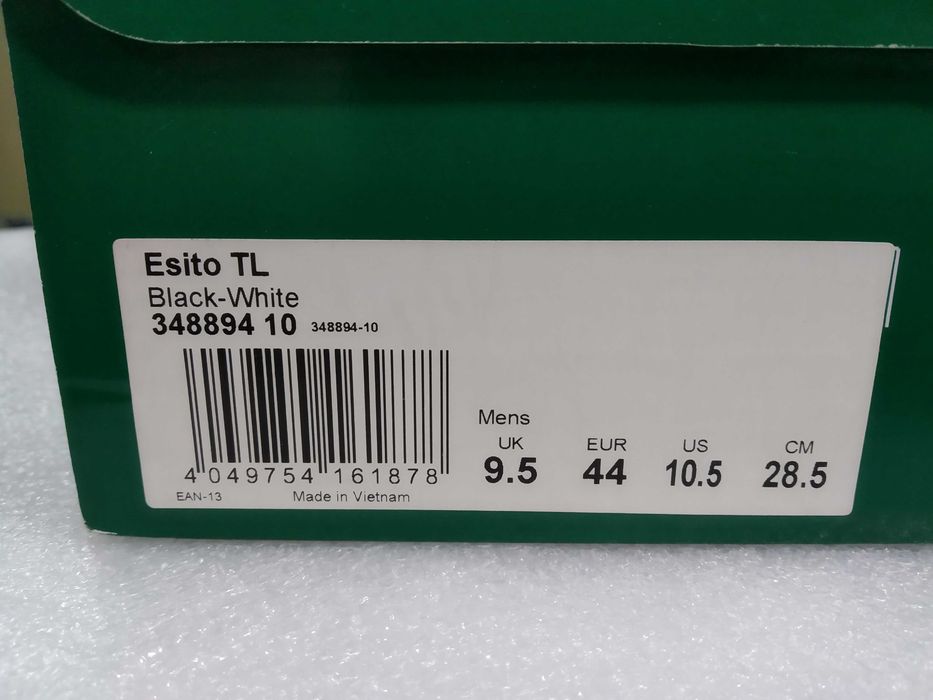 Esito TL
Black-White
348894 10 348894-10
4 049754 161878
EAN-13 Made in Vietnam
Mens
UK EUR US CM
9.5 44 10.5 28.5